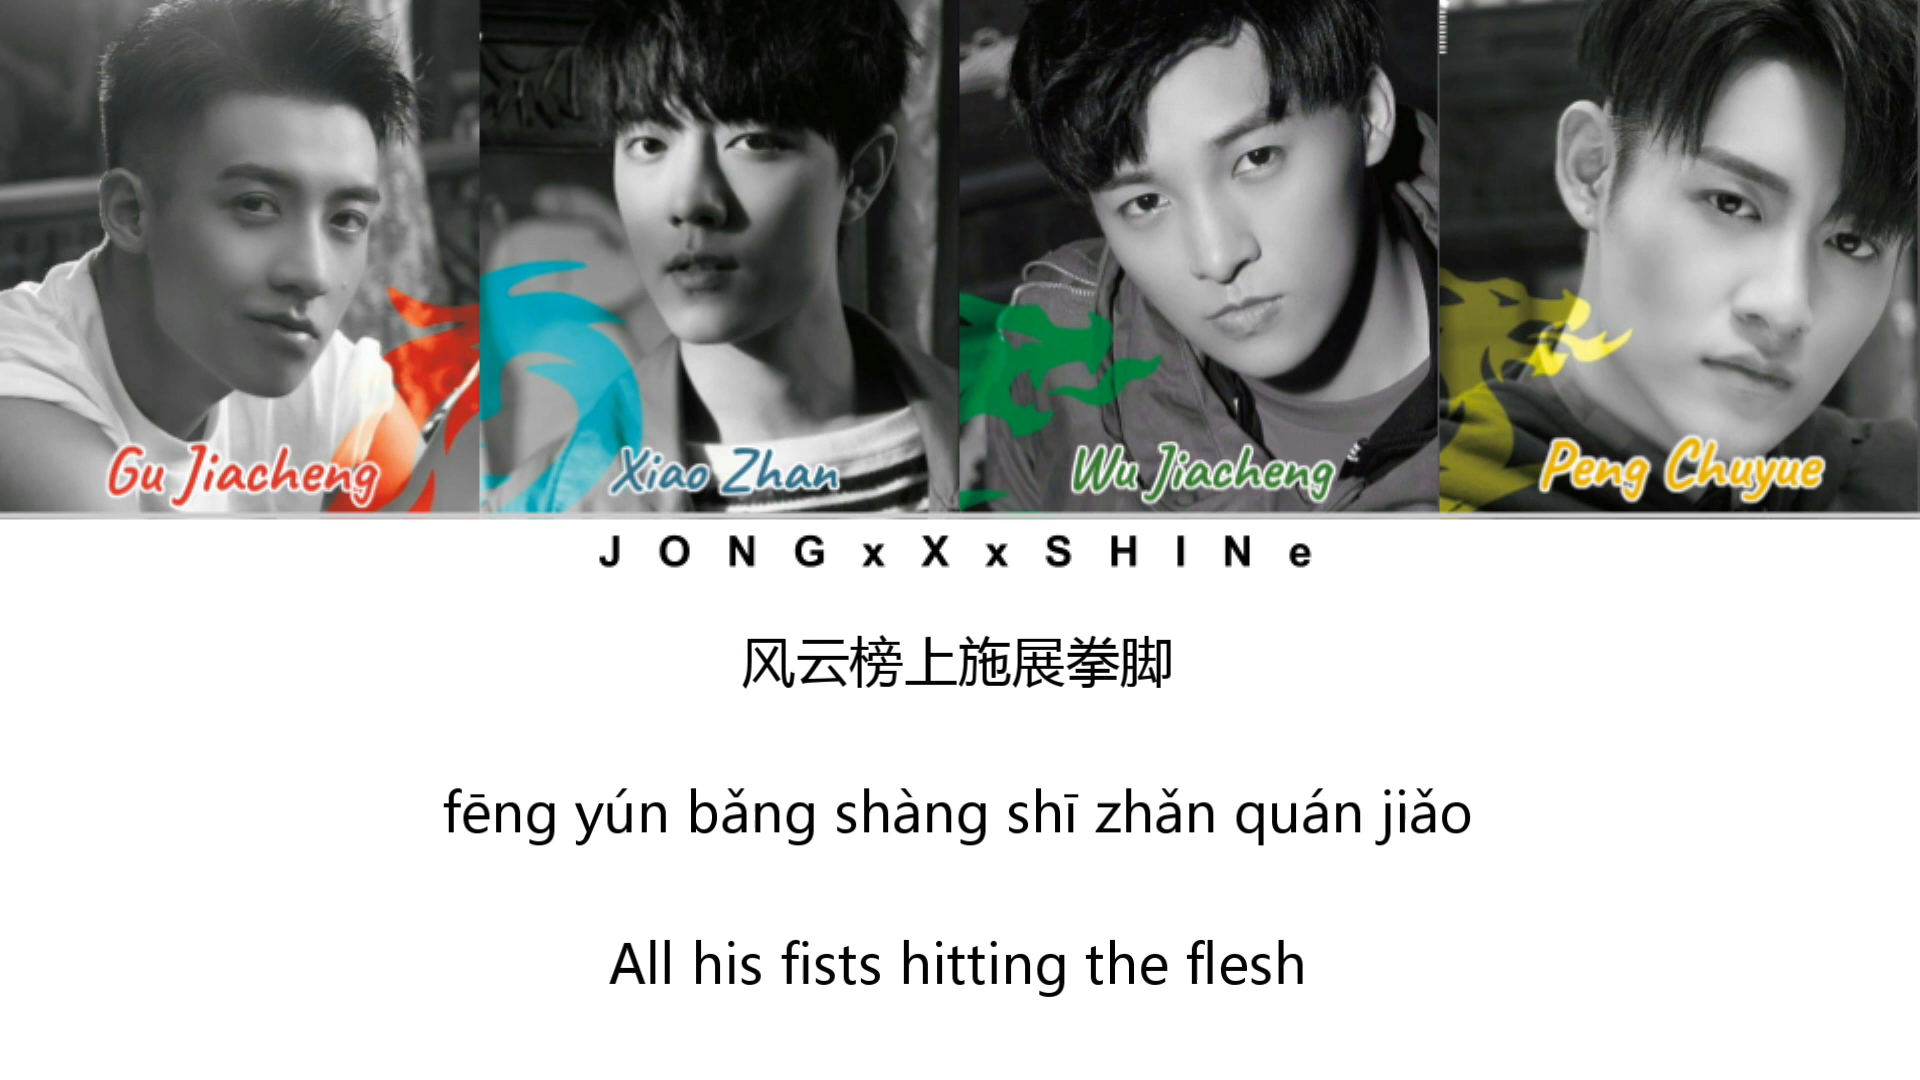 Gu Jiacheng
Xiao Zhan
Wu Jiacheng
Peng Chuyue
J O N G x X x S H I N e
风云榜上施展拳脚
fēng yún bǎng shàng shī zhǎn quán jiǎo
All his fists hitting the flesh